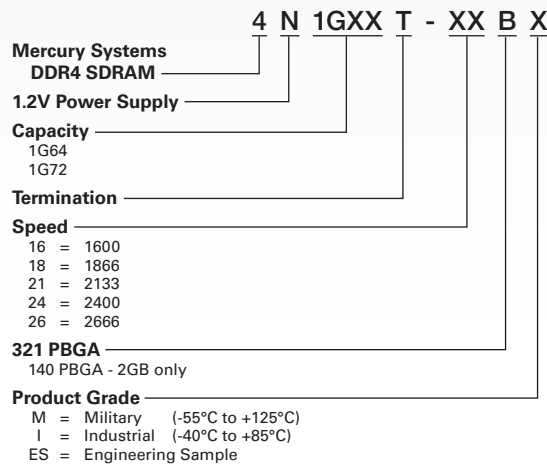 4 N 1GXX T - XX B X
Mercury Systems
DDR4 SDRAM
1.2V Power Supply
Capacity
1G64
1G72
Termination
Speed
16 = 1600
18 = 1866
21 = 2133
24 = 2400
26 = 2666
321 PBGA
140 PBGA - 2GB only
Product Grade
M = Military (-55°C to +125°C)
I = Industrial (-40°C to +85°C)
ES = Engineering Sample